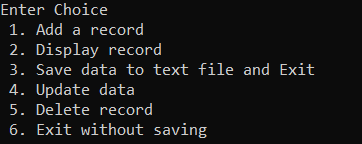 Enter Choice
1. Add a record
2. Display record
3. Save data to text file and Exit
4. Update data
5. Delete record
6. Exit without saving